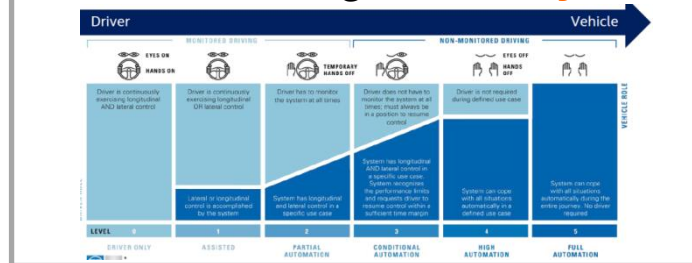 Driver
Vehicle
MONITORED DRIVING
NON-MONITORED DRIVING
EYES ON
HANDS ON
TEMPORARY
HANDS OFF
EYES OFF
HANDS
OFF
Driver is continuously
exercising longitudinal
AND lateral control
Driver is continuously
exercising longitudinal
OR lateral control
Driver has to monitor
the system at all times
Driver does not have to
monitor the system at all
times; must always be
in a position to resume
control
Driver is not required
during defined use case
VEHICLE ROLE
Lateral or longitudinal
control is accomplished
by the system
System has longitudinal
and lateral control in a
specific use case
System has longitudinal
AND lateral control in
a specific use case.
System recognizes
the performance limits
and requests driver to
resume control within a
sufficient time margin
System can cope
with all situations
automatically in a
defined use case
System can cope
with all situations
automatically during the
entire journey. No driver
required
LEVEL 0 1 2 3 4 5
DRIVER ONLY
ASSISTED
PARTIAL
AUTOMATION
CONDITIONAL
AUTOMATION
HIGH
AUTOMATION
FULL
AUTOMATION